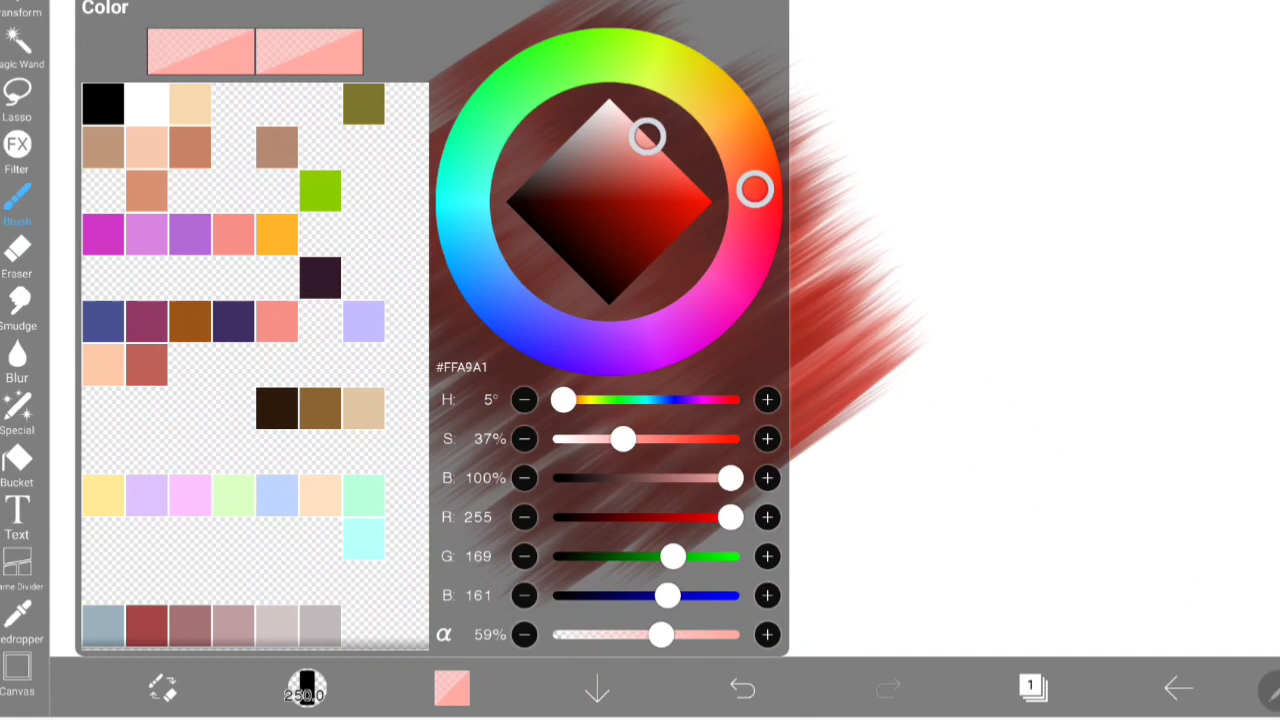 Color
ransform
agic Wand
Lasso
FX
Filter
Brush
Eraser
Smudge
Blur
Special
Bucket
T
Text
ame Divider
edropper
Canvas
#FFA9A1
H: 5°
S: 37%
B: 100%
R: 255
G: 169
B: 161
α 59%
250.0
1